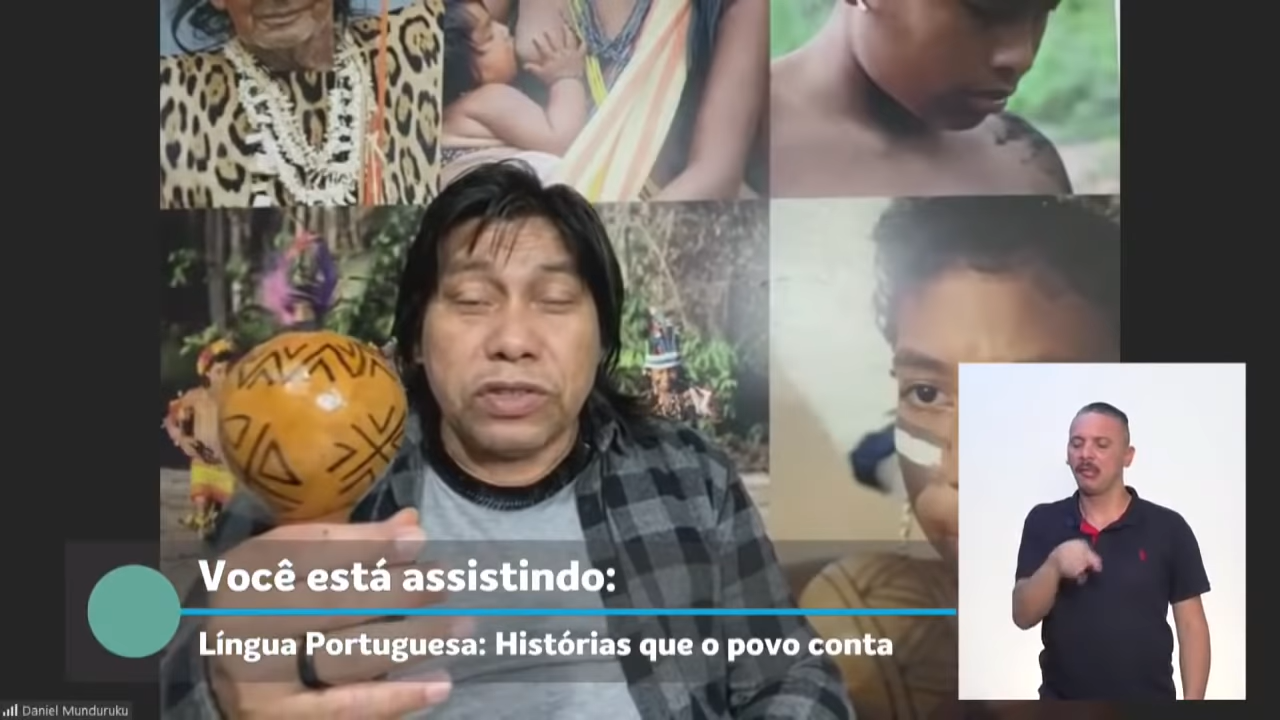 Você está assistindo:
Língua Portuguesa: Histórias que o povo conta
Daniel Munduruku